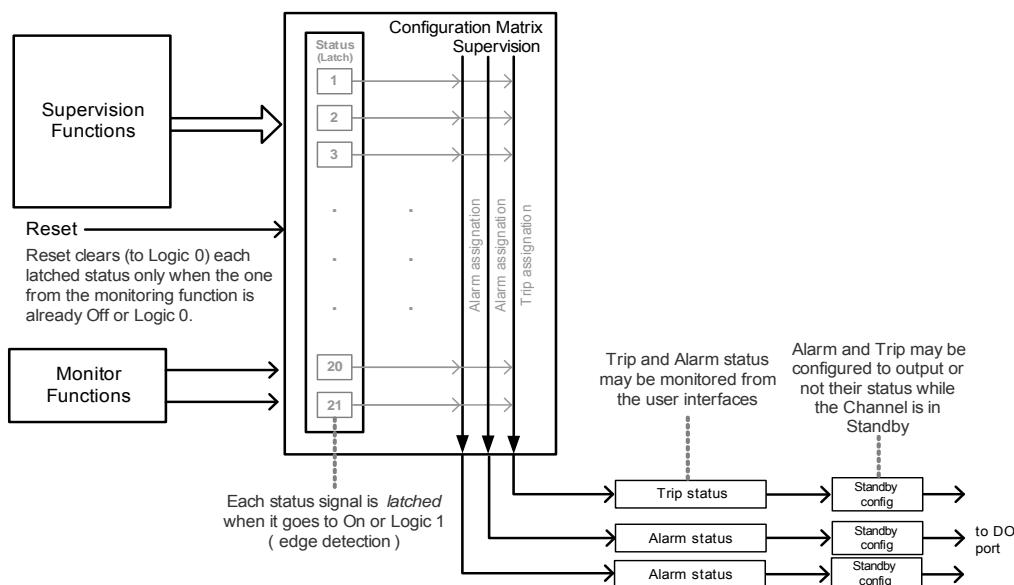 Configuration Matrix
Supervision
Status
(Latch)
1
2
3
20
21
Supervision
Functions
Reset
Reset clears (to Logic 0) each
latched status only when the one
from the monitoring function is
already Off or Logic 0.
Monitor
Functions
Alarm assignation
Alarm assignation
Trip assignation
Each status signal is latched
when it goes to On or Logic 1
( edge detection )
Trip and Alarm status
may be monitored from
the user interfaces
Alarm and Trip may be
configured to output or
not their status while
the Channel is in
Standby
Trip status
Standby
config
Alarm status
Standby
config
Alarm status
Standby
config
to DO
port